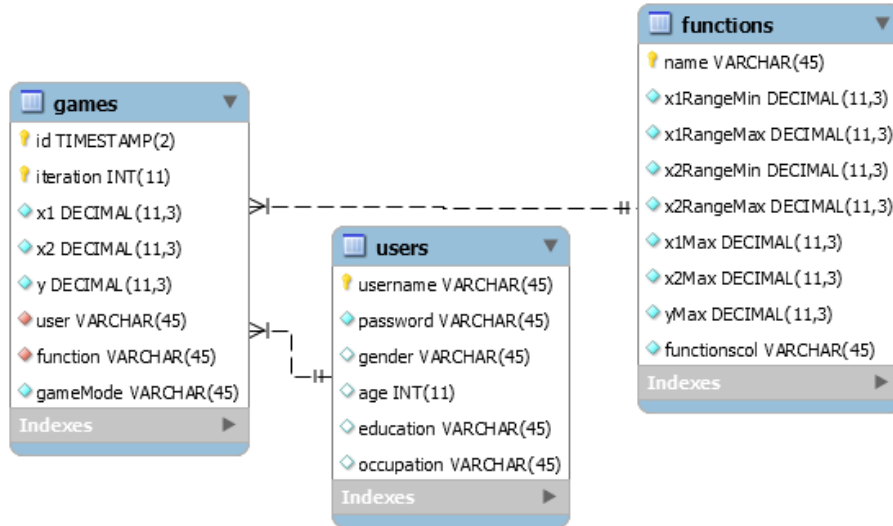 functions
name VARCHAR(45)
x1RangeMin DECIMAL(11,3)
x1RangeMax DECIMAL(11,3)
x2RangeMin DECIMAL(11,3)
x2RangeMax DECIMAL(11,3)
x1Max DECIMAL(11,3)
x2Max DECIMAL(11,3)
yMax DECIMAL(11,3)
functionscol VARCHAR(45)
Indexes
games
id TIMESTAMP(2)
iteration INT(11)
x1 DECIMAL(11,3)
x2 DECIMAL(11,3)
y DECIMAL(11,3)
user VARCHAR(45)
function VARCHAR(45)
gameMode VARCHAR(45)
Indexes
users
username VARCHAR(45)
password VARCHAR(45)
gender VARCHAR(45)
age INT(11)
education VARCHAR(45)
occupation VARCHAR(45)
Indexes